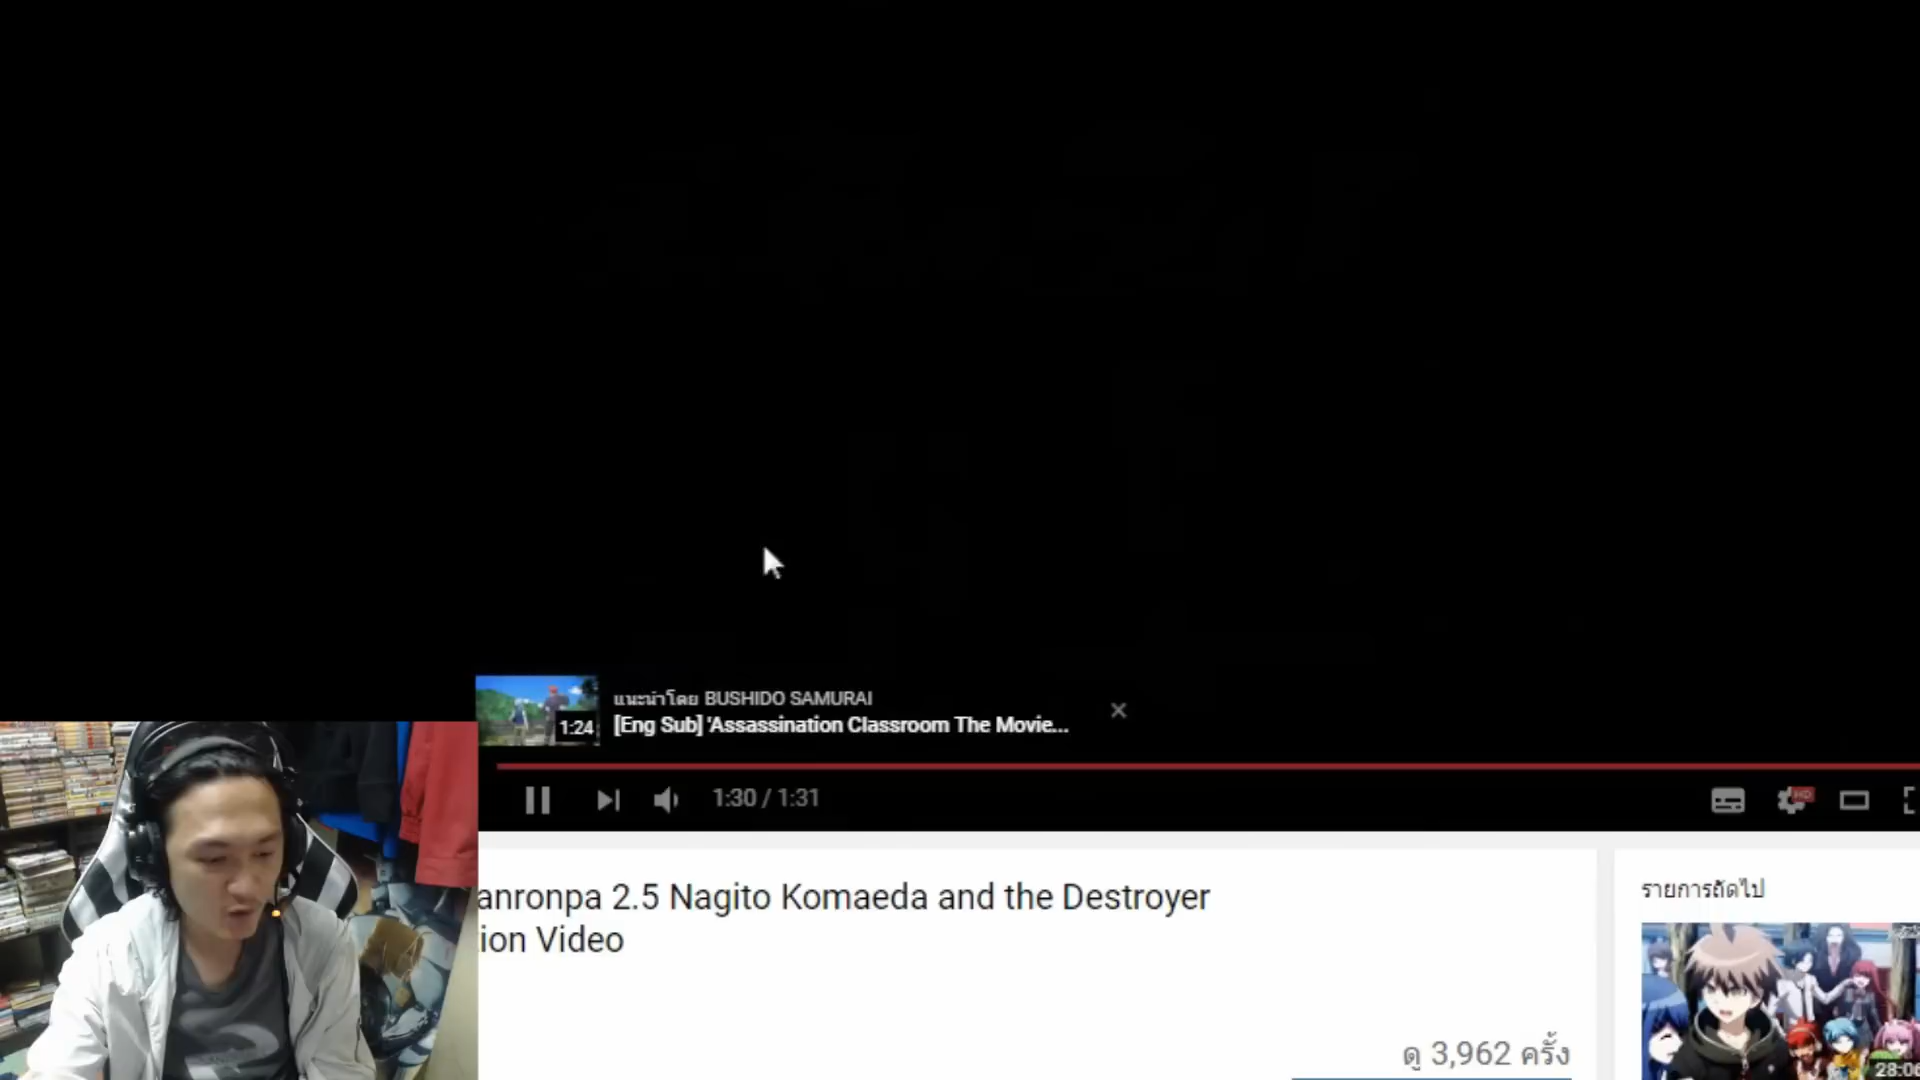 แนะนำโดย BUSHIDO SAMURAI
1:24
[Eng Sub] 'Assassination Classroom The Movie...
1:30 / 1:31
HD
anronpa 2.5 Nagito Komaeda and the Destroyer
ion Video
ดู 3,962 ครั้ง
รายการถัดไป
28:06